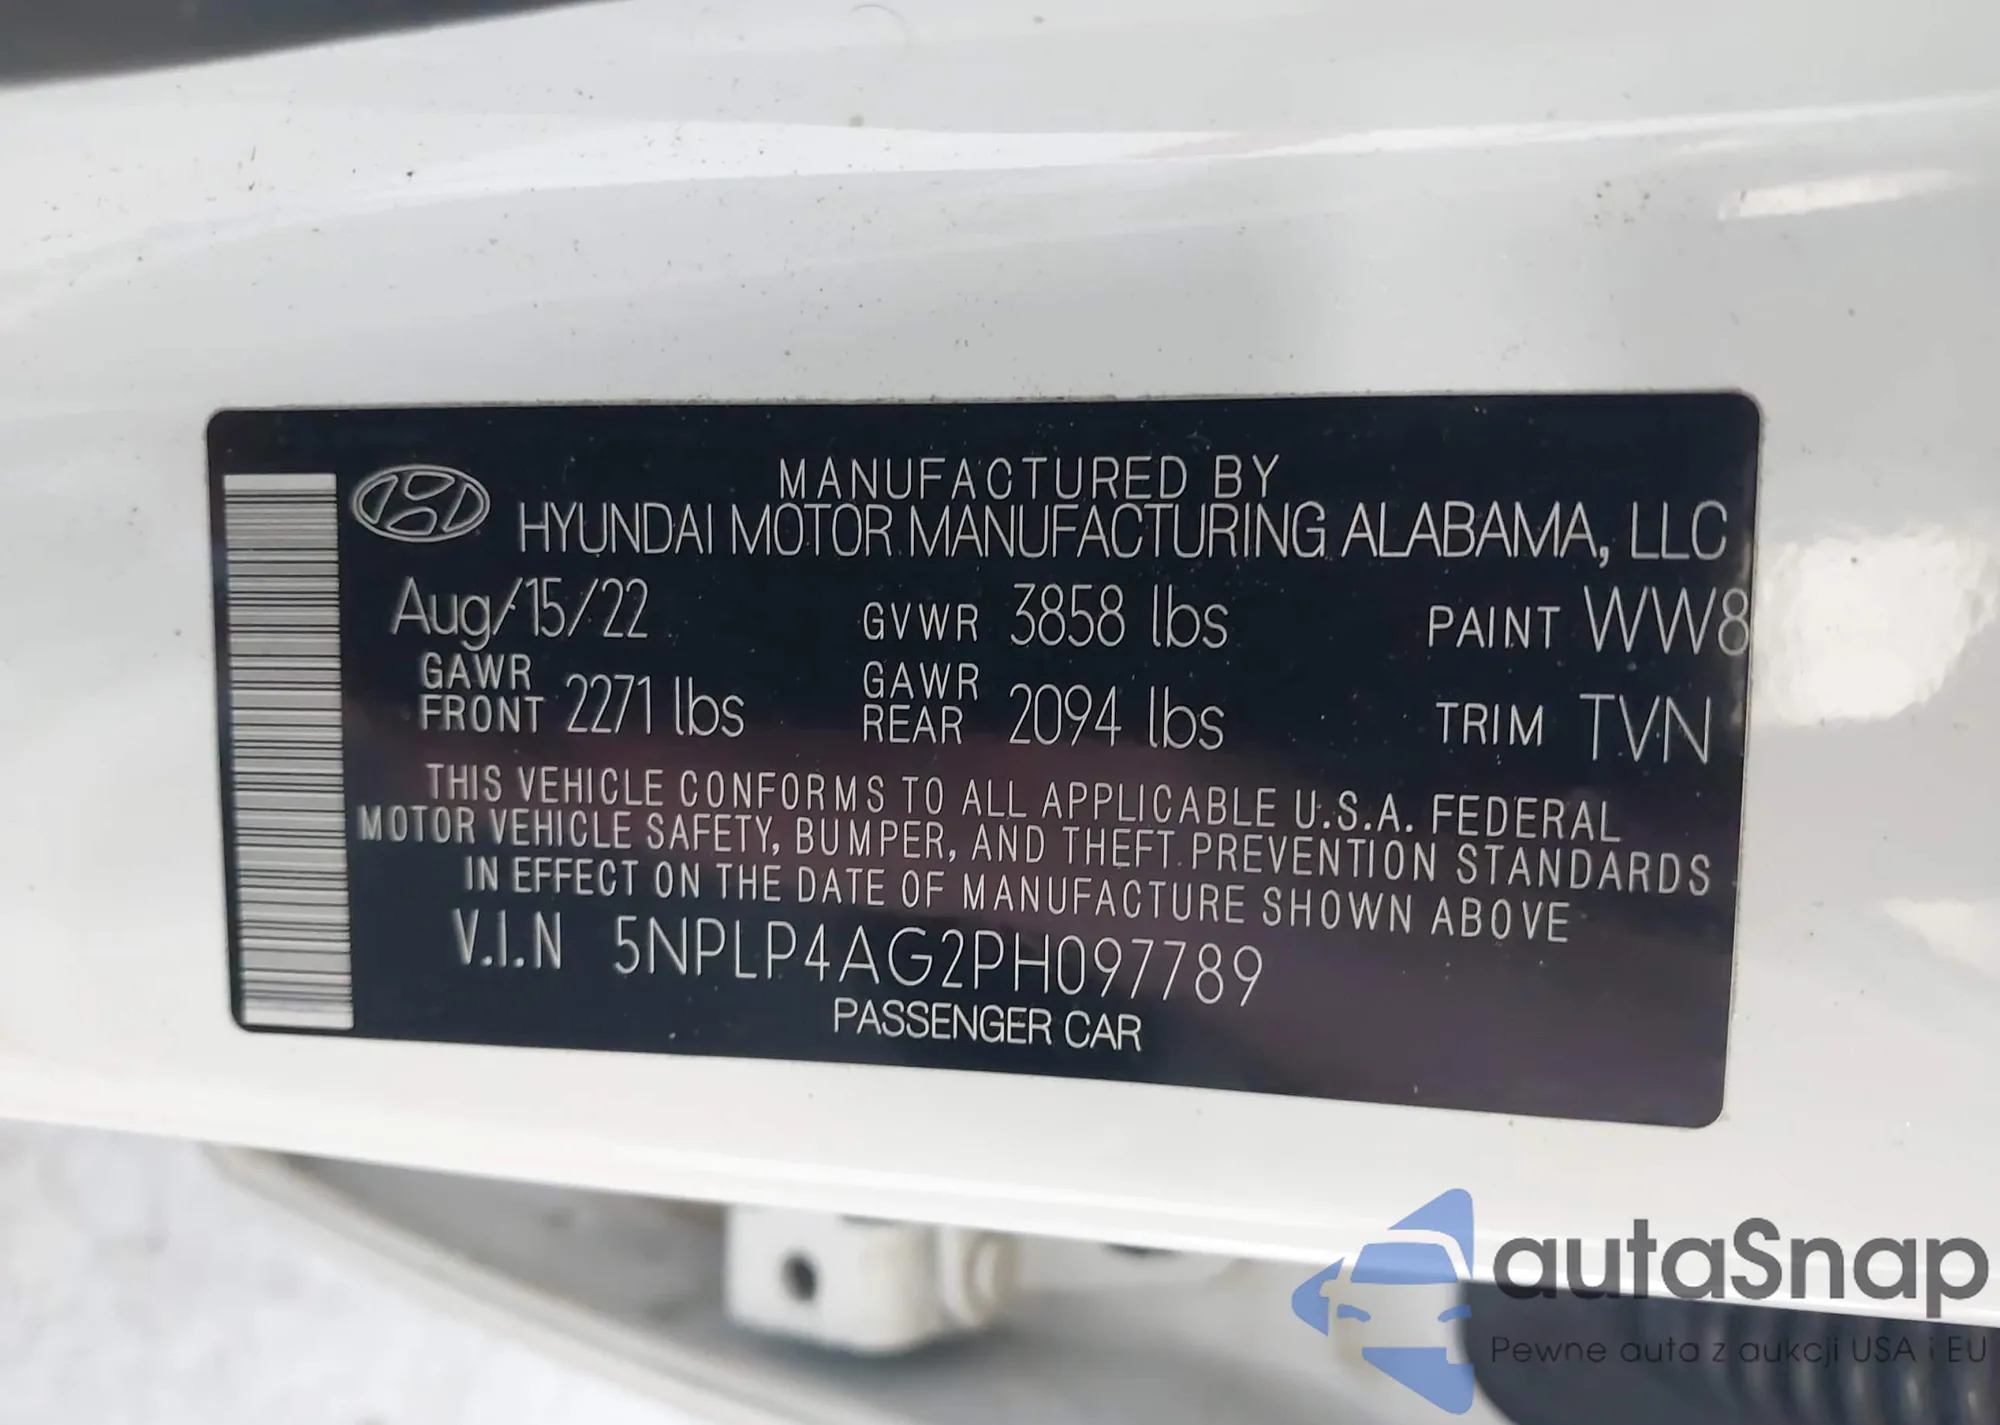 MANUFACTURED BY
HYUNDAI MOTOR MANUFACTURING ALABAMA, LLC
Aug/15/22 GVWR 3858 lbs PAINT WW8
GAWR FRONT 2271 lbs GAWR REAR 2094 lbs TRIM TVN
THIS VEHICLE CONFORMS TO ALL APPLICABLE U.S.A. FEDERAL
MOTOR VEHICLE SAFETY, BUMPER, AND THEFT PREVENTION STANDARDS
IN EFFECT ON THE DATE OF MANUFACTURE SHOWN ABOVE
V.I.N 5NPLP4AG2PH097789
PASSENGER CAR
autaSnap
Pewne auta z aukcji USA i EU